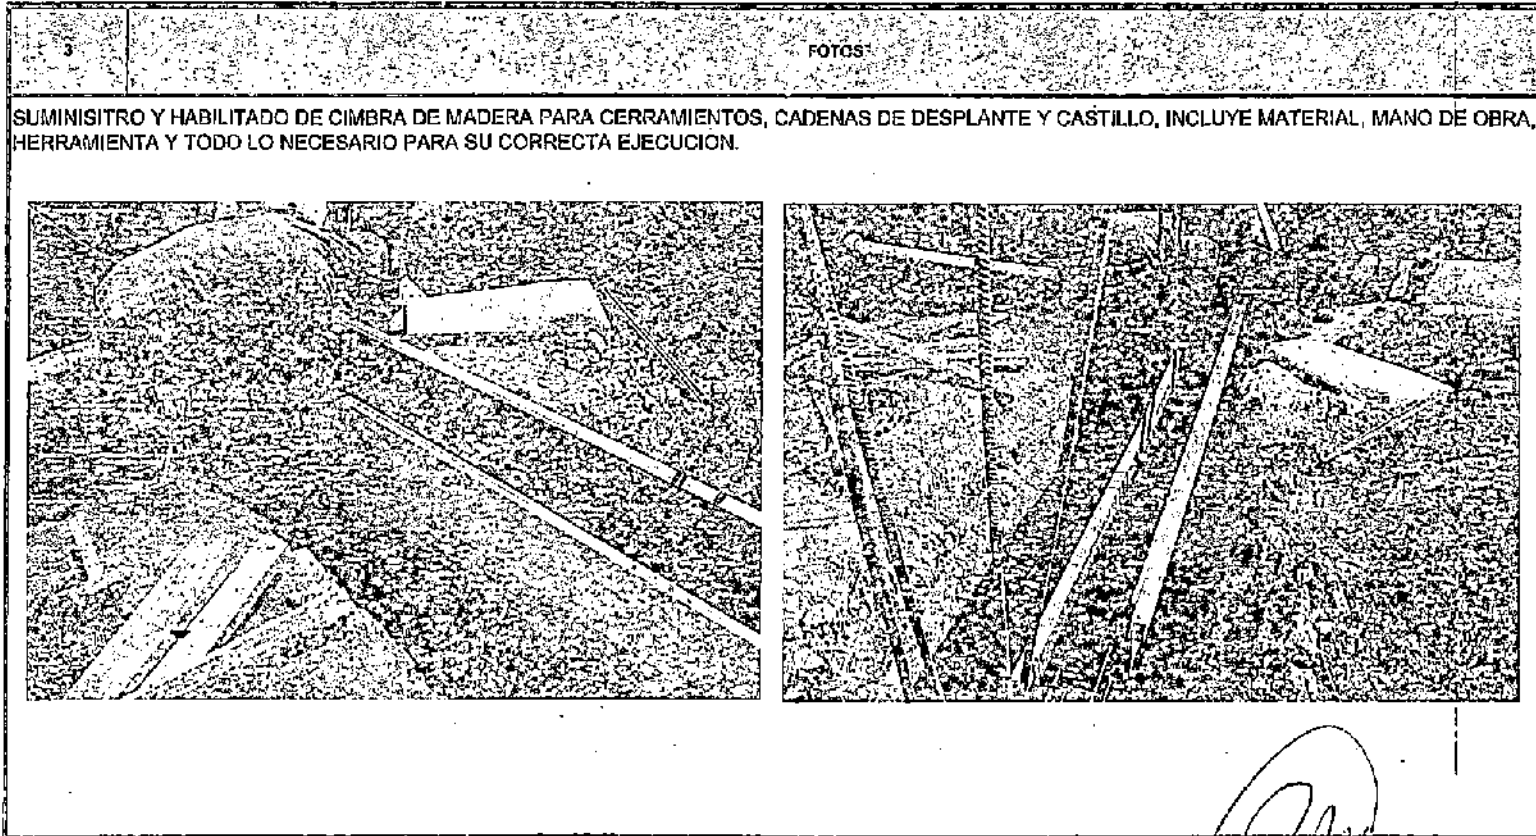 3
FOTOS
SUMINISITRO Y HABILITADO DE CIMBRA DE MADERA PARA CERRAMIENTOS, CADENAS DE DESPLANTE Y CASTILLO, INCLUYE MATERIAL, MANO DE OBRA,
HERRAMIENTA Y TODO LO NECESARIO PARA SU CORRECTA EJECUCION.